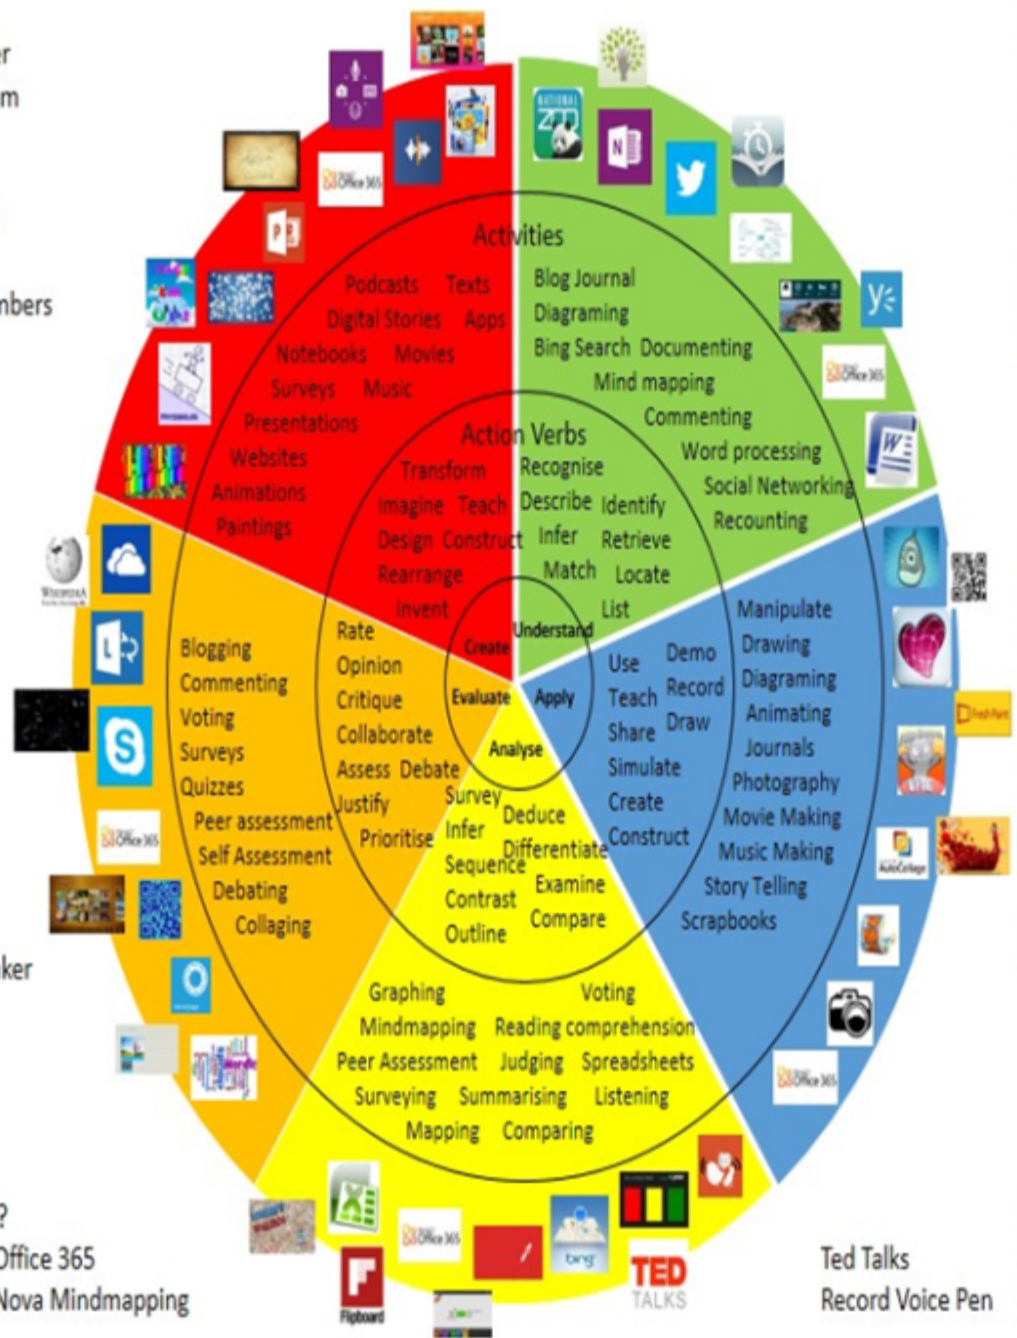 er
m
mbers
ker
?
Office 365
Nova Mindmapping
Ted Talks
Record Voice Pen
Activities
Podcasts Texts
Digital Stories Apps
Notebooks Movies
Surveys Music
Presentations
Websites
Animations
Paintings
Blog Journal
Diagraming
Bing Search Documenting
Mind mapping
Commenting
Word processing
Social Networking
Recounting
Action Verbs
Transform
Imagine Teach
Design Construct
Rearrange
Invent
Create
Recognise
Describe Identify
Infer Retrieve
Match Locate
List
Understand
Manipulate
Drawing
Diagraming
Animating
Journals
Photography
Movie Making
Music Making
Story Telling
Scrapbooks
Use Demo
Teach Record
Share Draw
Simulate
Create
Construct
Apply
Blogging
Commenting
Voting
Surveys
Quizzes
Peer assessment
Self Assessment
Debating
Collaging
Rate
Opinion
Critique
Collaborate
Assess Debate
Justify
Prioritise
Evaluate
Analyse
Survey Deduce
Infer Differentiate
Sequence Examine
Contrast Compare
Outline
Graphing Voting
Mindmapping Reading comprehension
Peer Assessment Judging Spreadsheets
Surveying Summarising Listening
Mapping Comparing
NATIONAL
ZOO
N
P
Office 365
Office 365
W
y
WIKIPEDIA
L
S
Office 365
FreshPaint
AutoCollage
Office 365
X
Office 365
Flipboard
bing
TED
TALKS